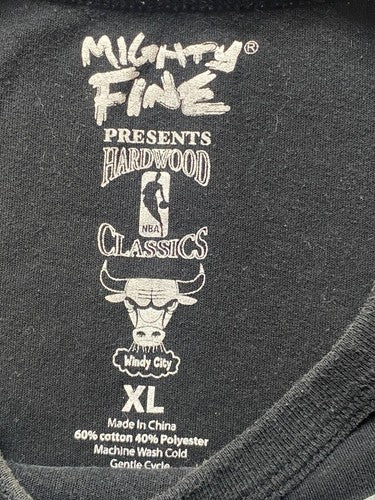 MIGHTY
FINE®
PRESENTS
HARDWOOD
NBA
CLASSICS
Windy City
XL
Made in China
60% cotton 40% Polyester
Machine Wash Cold
Gentle Cycle